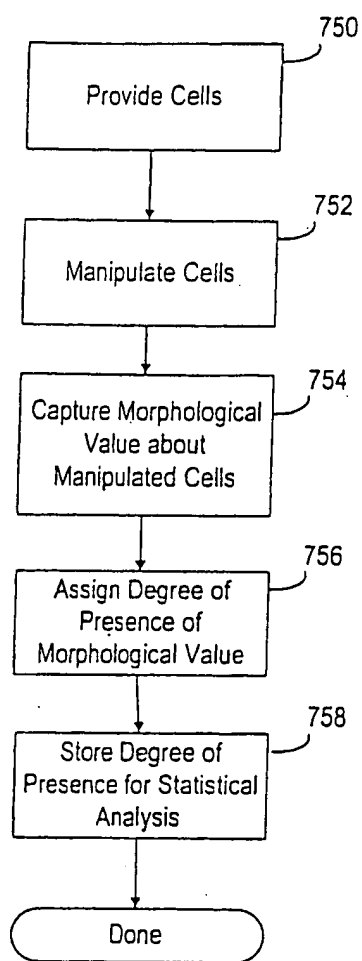 750
Provide Cells
752
Manipulate Cells
754
Capture Morphological
Value about
Manipulated Cells
756
Assign Degree of
Presence of
Morphological Value
758
Store Degree of
Presence for Statistical
Analysis
Done